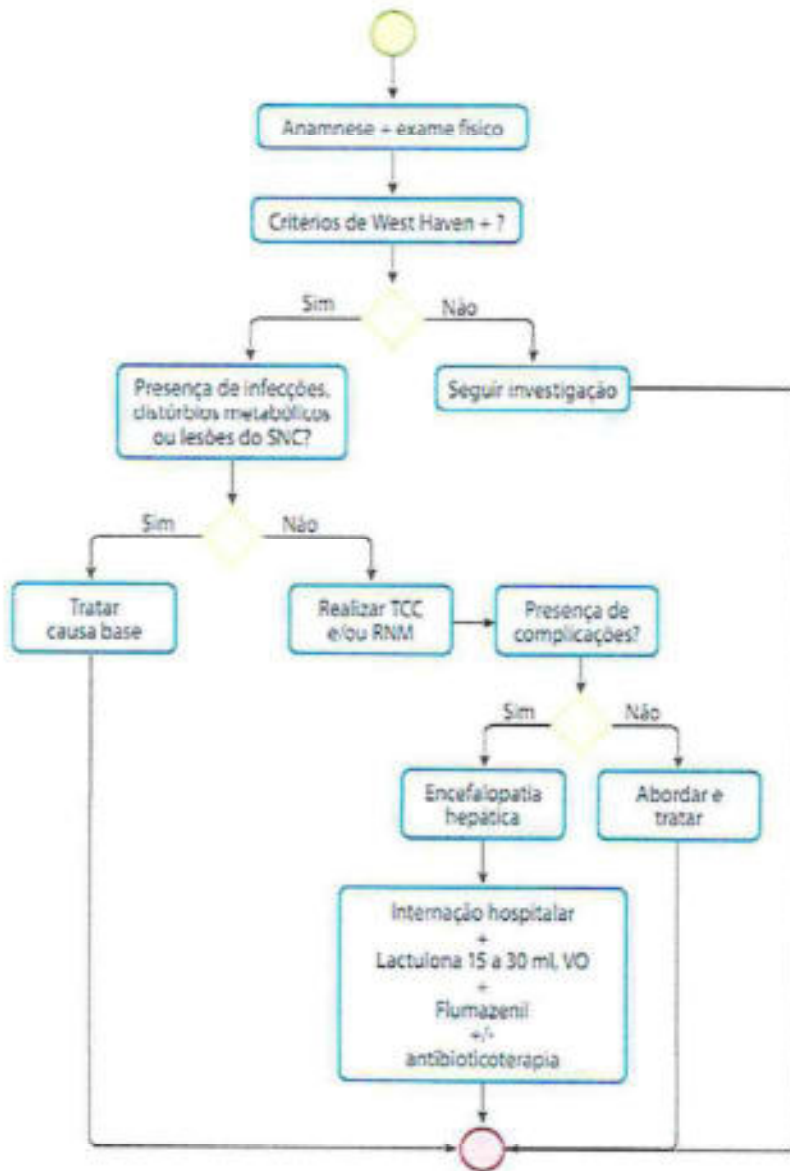 Anamnese + exame físico
Critérios de West Haven + ?
Sim
Não
Presença de infecções,
distúrbios metabólicos
ou lesões do SNC?
Seguir investigação
Sim
Não
Tratar
causa base
Realizar TCC
e/ou RNM
Presença de
complicações?
Sim
Não
Encefalopatia
hepática
Abordar e
tratar
Internação hospitalar
+
Lactulona 15 a 30 ml, VO
+
Flumazenil
+/-
antibioticoterapia